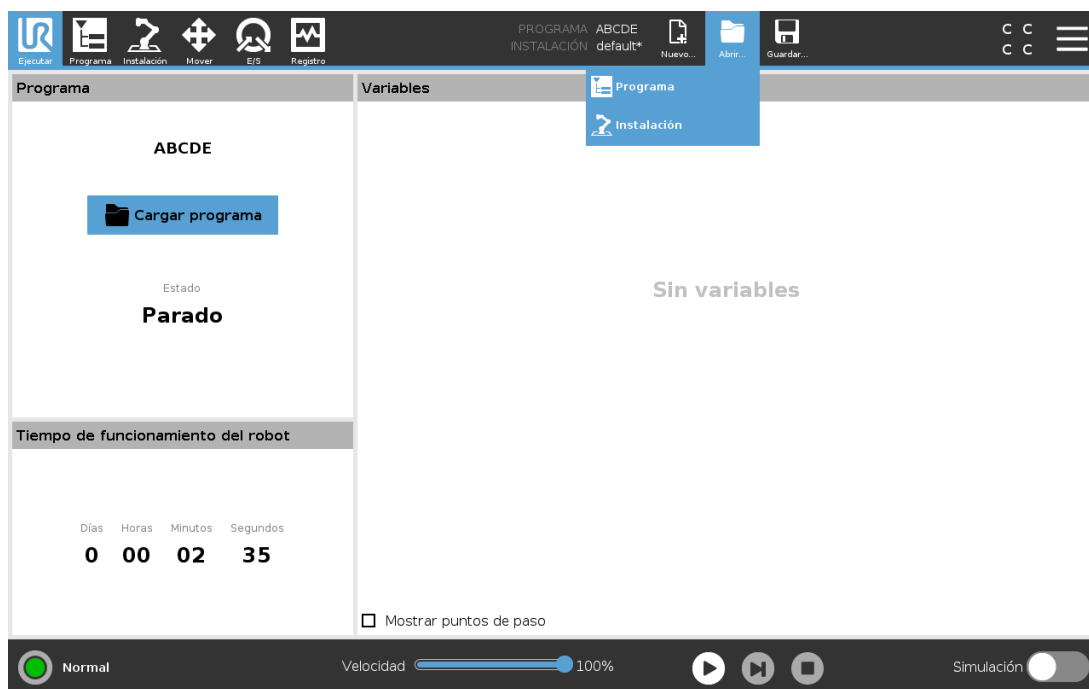 PROGRAMA ABCDE
INSTALACIÓN default*
C C
C C
Ejecutar Programa Instalación Mover E/S Registro Nuevo... Abrir... Guardar...
Programa
Instalación
Programa
Variables
ABCDE
Cargar programa
Estado
Parado
Sin variables
Tiempo de funcionamiento del robot
Días Horas Minutos Segundos
0 00 02 35
Mostrar puntos de paso
Normal Velocidad 100% Simulación